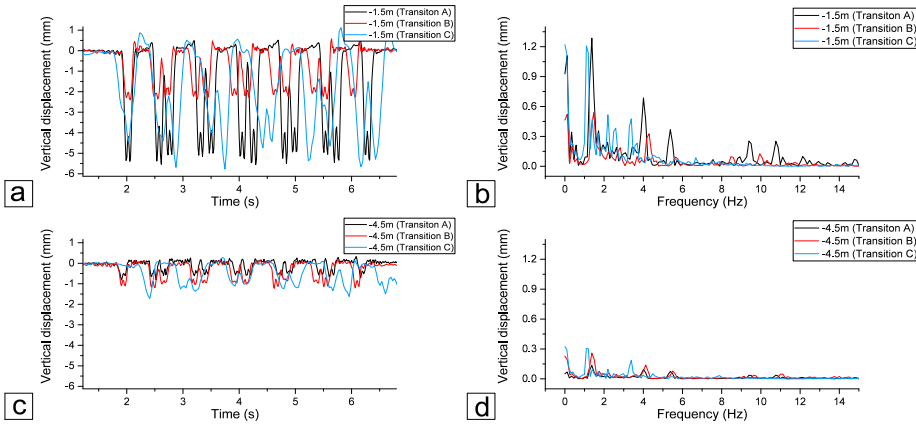 -1.5m (Transiton A)
-1.5m (Transition B)
-1.5m (Transition C)
1
0
-1
-2
-3
-4
-5
-6
Vertical displacement (mm)
2 3 4 5 6
Time (s)
a
-1.5m (Transition A)
-1.5m (Transition B)
-1.5m (Transition C)
1.2
0.9
0.6
0.3
0.0
Vertical displacement (mm)
0 2 4 6 8 10 12 14
Frequency (Hz)
b
-4.5m (Transiton A)
-4.5m (Transition B)
-4.5m (Transition C)
1
0
-1
-2
-3
-4
-5
-6
Vertical displacement (mm)
2 3 4 5 6
Time (s)
c
-4.5m (Transition A)
-4.5m (Transition B)
-4.5m (Transition C)
1.2
0.9
0.6
0.3
0.0
Vertical displacement (mm)
0 2 4 6 8 10 12 14
Frequency (Hz)
d